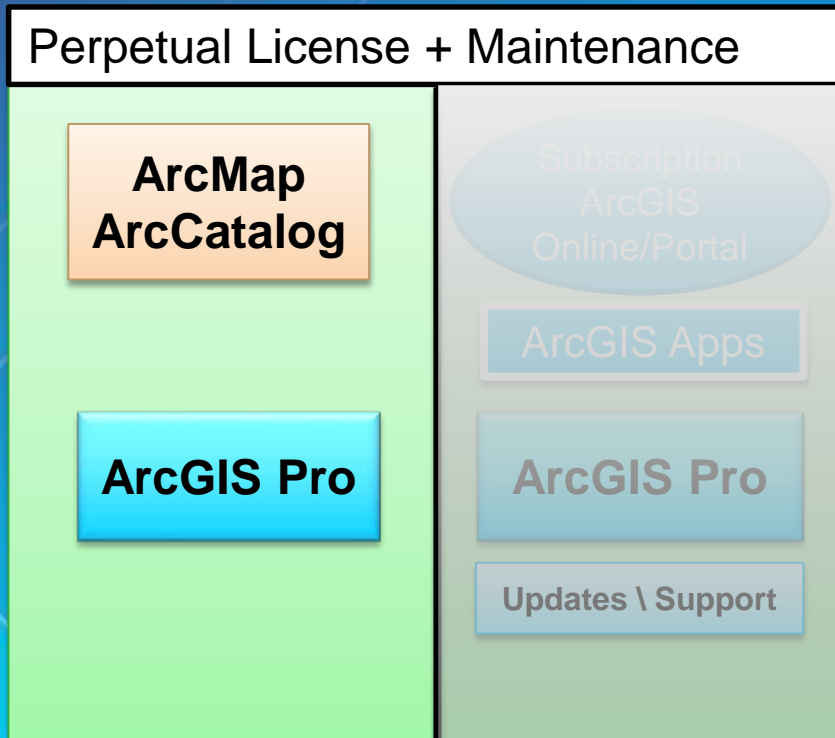 Perpetual License + Maintenance
ArcMap
ArcCatalog
ArcGIS Pro
Subscription
ArcGIS
Online/Portal
ArcGIS Apps
ArcGIS Pro
Updates \ Support